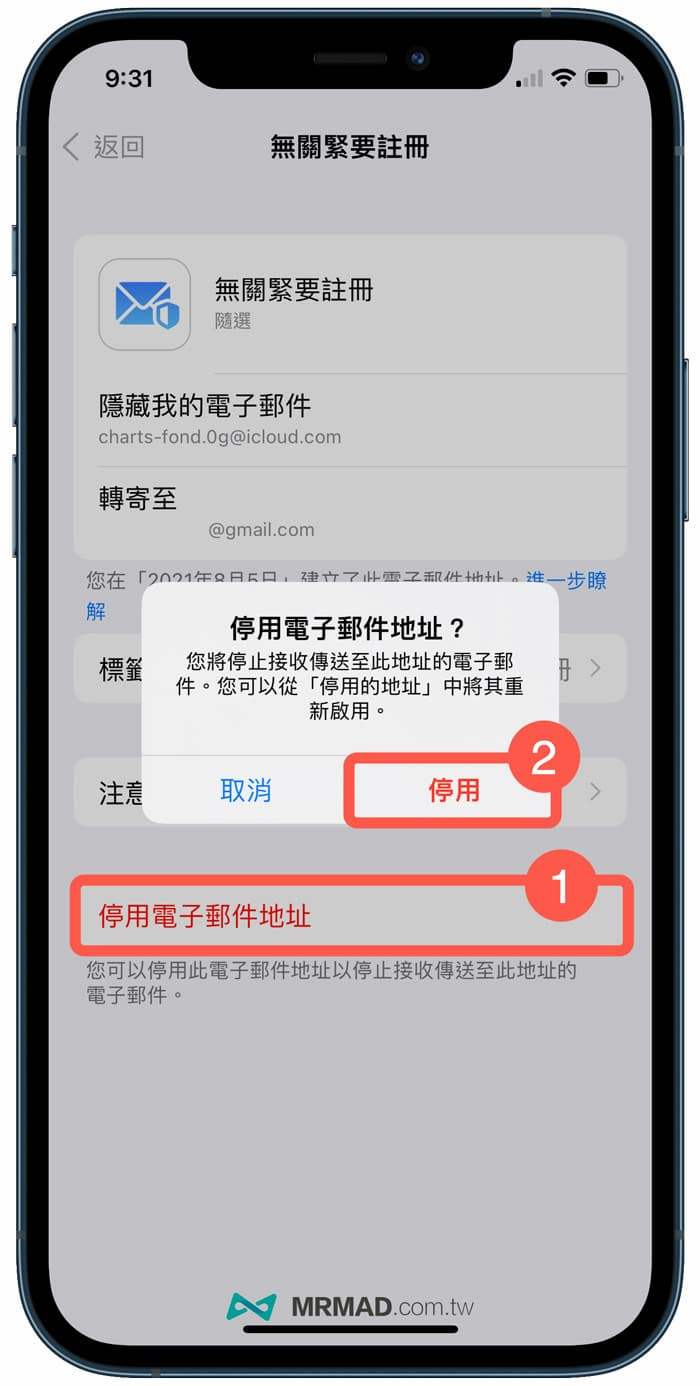 9:31
返回
無關緊要註冊
無關緊要註冊
隨選
隱藏我的電子郵件
charts-fond.0g@icloud.com
轉寄至
@gmail.com
您在「2021年8月5日」建立了此電子郵件地址。進一步瞭
解
停用電子郵件地址？
您將停止接收傳送至此地址的電子郵
件。您可以從「停用的地址」中將其重
新啟用。
標籤
冊
2
取消
停用
注意
1
停用電子郵件地址
您可以停用此電子郵件地址以停止接收傳送至此地址的
電子郵件。
MRMAD.com.tw